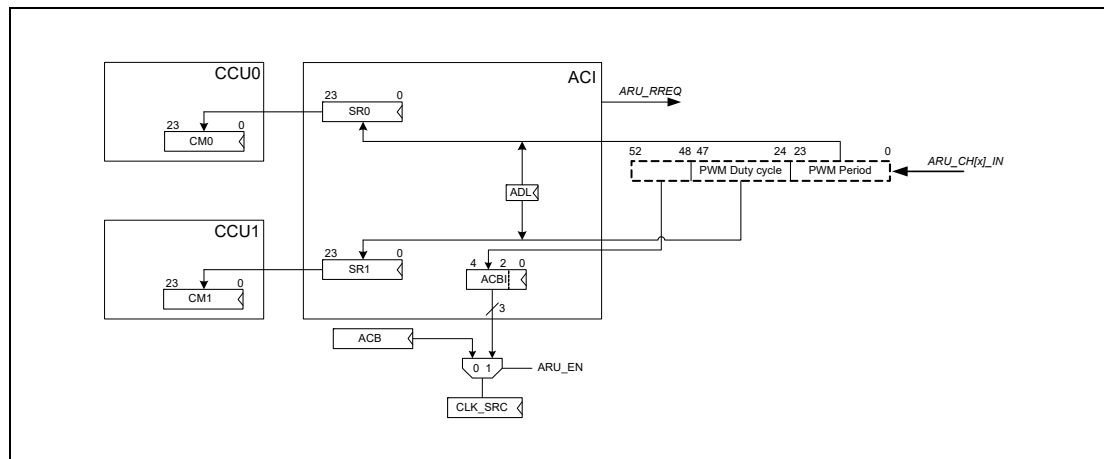 CCU0
ACI
ARU_RREQ
23 0
SR0
23 0
CM0
52 48 47 24 23 0
PWM Duty cycle PWM Period
ARU_CH[x]_IN
ADL
CCU1
23 0
SR1
4 2 0
ACBI
23 0
CM1
3
ACB
0 1
ARU_EN
CLK_SRC